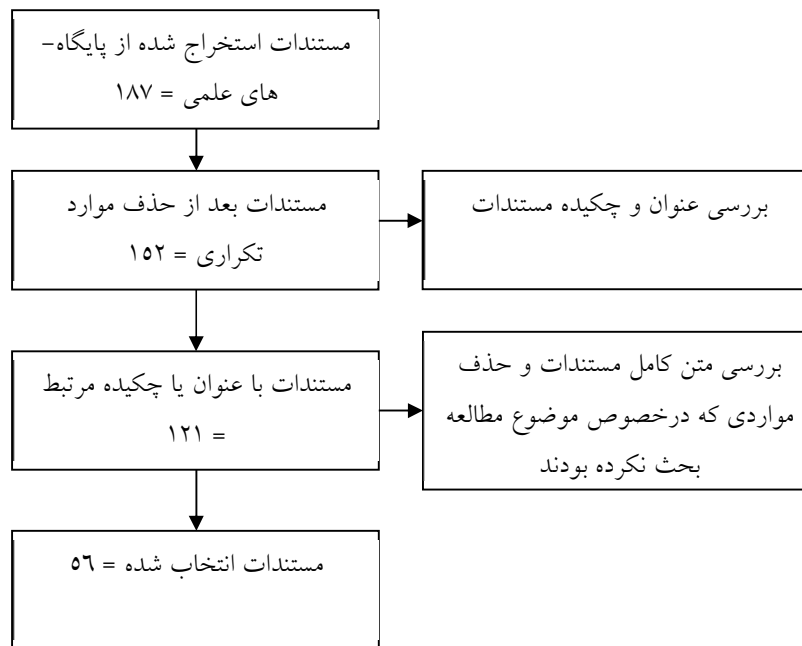 مستندات استخراج شده از پایگاه-
های علمی = ۱۸۷
مستندات بعد از حذف موارد
تکراری = ۱۵۲
بررسی عنوان و چکیده مستندات
مستندات با عنوان یا چکیده مرتبط
= ۱۲۱
بررسی متن کامل مستندات و حذف
مواردی که درخصوص موضوع مطالعه
بحث نکرده بودند
مستندات انتخاب شده = ۵۶